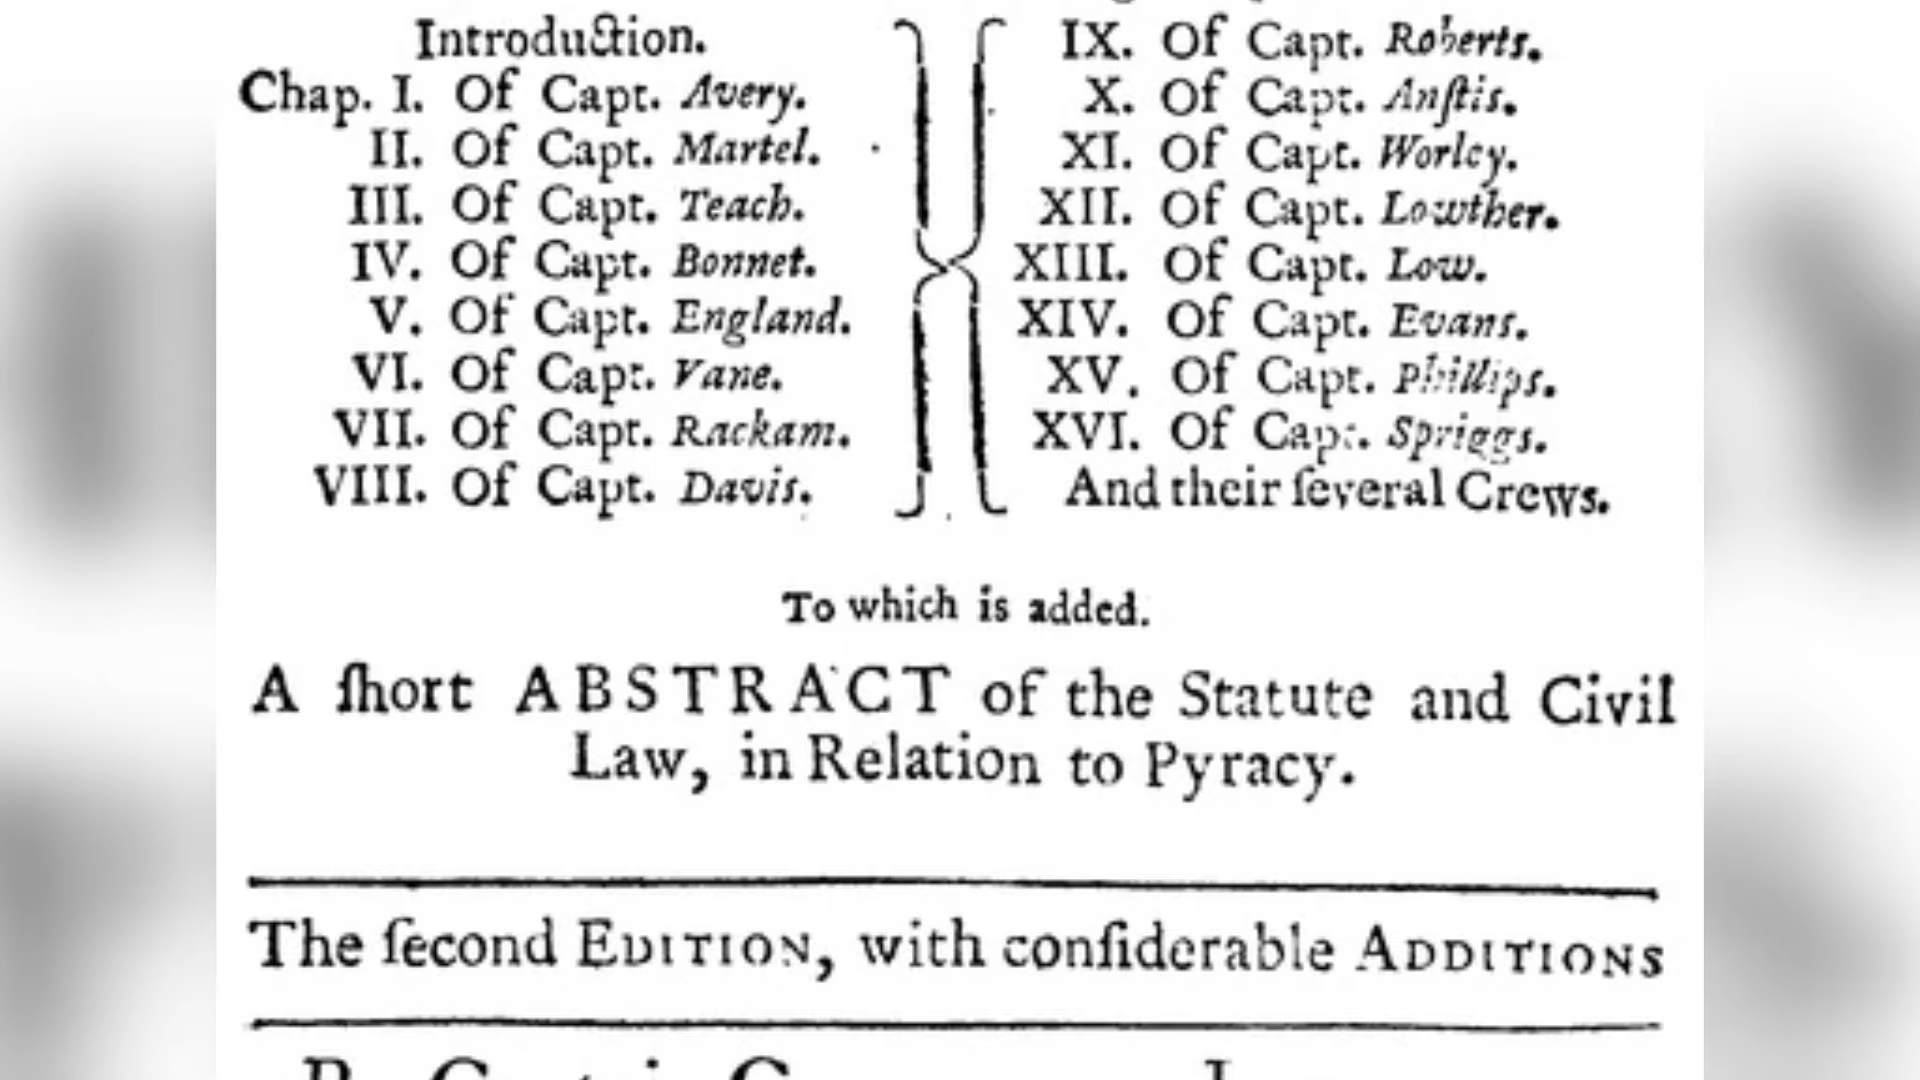 Introduction.
Chap. I. Of Capt. Avery.
II. Of Capt. Martel.
III. Of Capt. Teach.
IV. Of Capt. Bonnet.
V. Of Capt. England.
VI. Of Capt. Vane.
VII. Of Capt. Rackam.
VIII. Of Capt. Davis.
IX. Of Capt. Roberts.
X. Of Capt. Anſtis.
XI. Of Capt. Worley.
XII. Of Capt. Lowther.
XIII. Of Capt. Low.
XIV. Of Capt. Evans.
XV. Of Capt. Phillips.
XVI. Of Capt. Spriggs.
And their ſeveral Crews.
To which is added.
A ſhort ABSTRACT of the Statute and Civil
Law, in Relation to Pyracy.
The ſecond EDITION, with conſiderable ADDITIONS